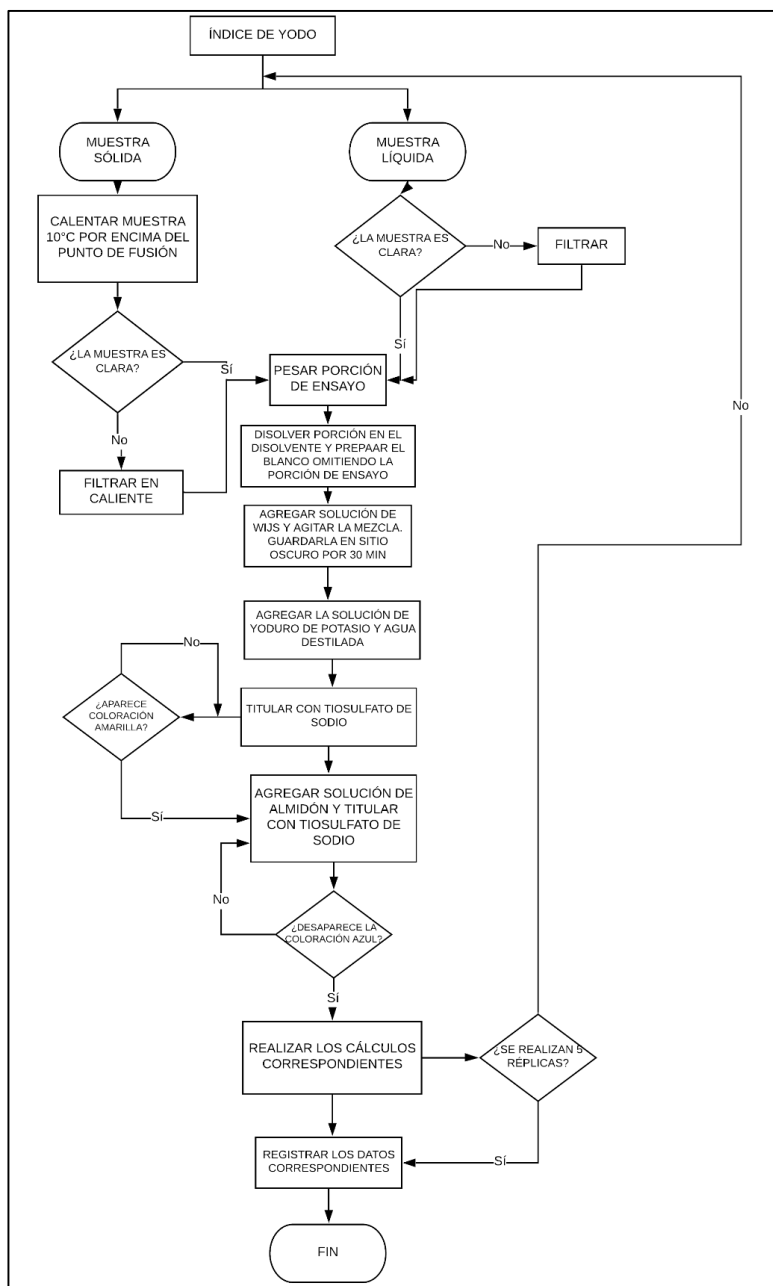 ÍNDICE DE YODO
MUESTRA
SÓLIDA
MUESTRA
LÍQUIDA
CALENTAR MUESTRA
10°C POR ENCIMA DEL
PUNTO DE FUSIÓN
¿LA MUESTRA ES
CLARA?
No
FILTRAR
Sí
¿LA MUESTRA ES
CLARA?
Sí
No
FILTRAR EN
CALIENTE
PESAR PORCIÓN
DE ENSAYO
No
DISOLVER PORCIÓN EN EL
DISOLVENTE Y PREPAAR EL
BLANCO OMITIENDO LA
PORCIÓN DE ENSAYO
AGREGAR SOLUCIÓN DE
WIJS Y AGITAR LA MEZCLA.
GUARDARLA EN SITIO
OSCURO POR 30 MIN
AGREGAR LA SOLUCIÓN DE
YODURO DE POTASIO Y AGUA
DESTILADA
No
¿APARECE
COLORACIÓN
AMARILLA?
TITULAR CON TIOSULFATO DE
SODIO
Sí
AGREGAR SOLUCIÓN DE
ALMIDÓN Y TITULAR
CON TIOSULFATO DE
SODIO
No
¿DESAPARECE LA
COLORACIÓN AZUL?
Sí
REALIZAR LOS CÁLCULOS
CORRESPONDIENTES
¿SE REALIZAN 5
RÉPLICAS?
REGISTRAR LOS DATOS
CORRESPONDIENTES
Sí
FIN